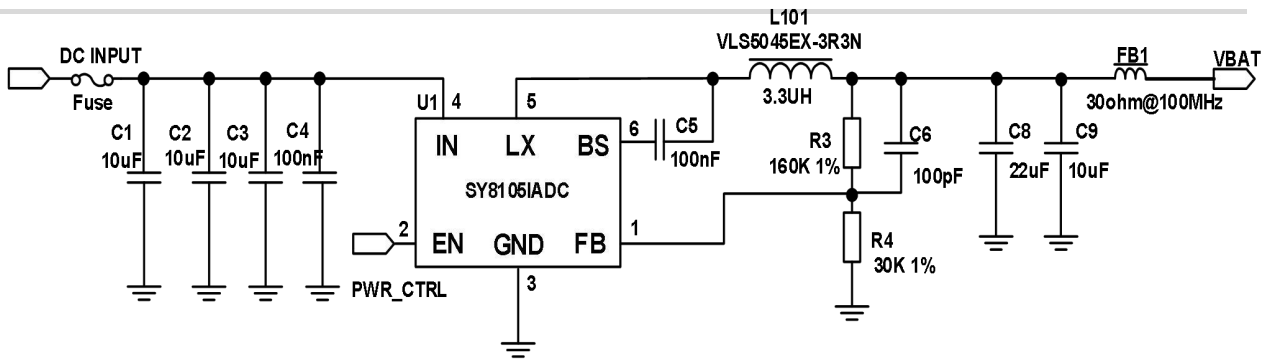 L101
VLS5045EX-3R3N
DC INPUT
FB1
VBAT
Fuse
U1
4
5
3.3UH
30ohm@100MHz
C1
10uF
C2
10uF
C3
10uF
C4
100nF
IN
LX
BS
6
C5
100nF
R3
160K 1%
C6
100pF
C8
22uF
C9
10uF
SY8105IADC
2
EN
GND
FB
1
R4
30K 1%
PWR_CTRL
3